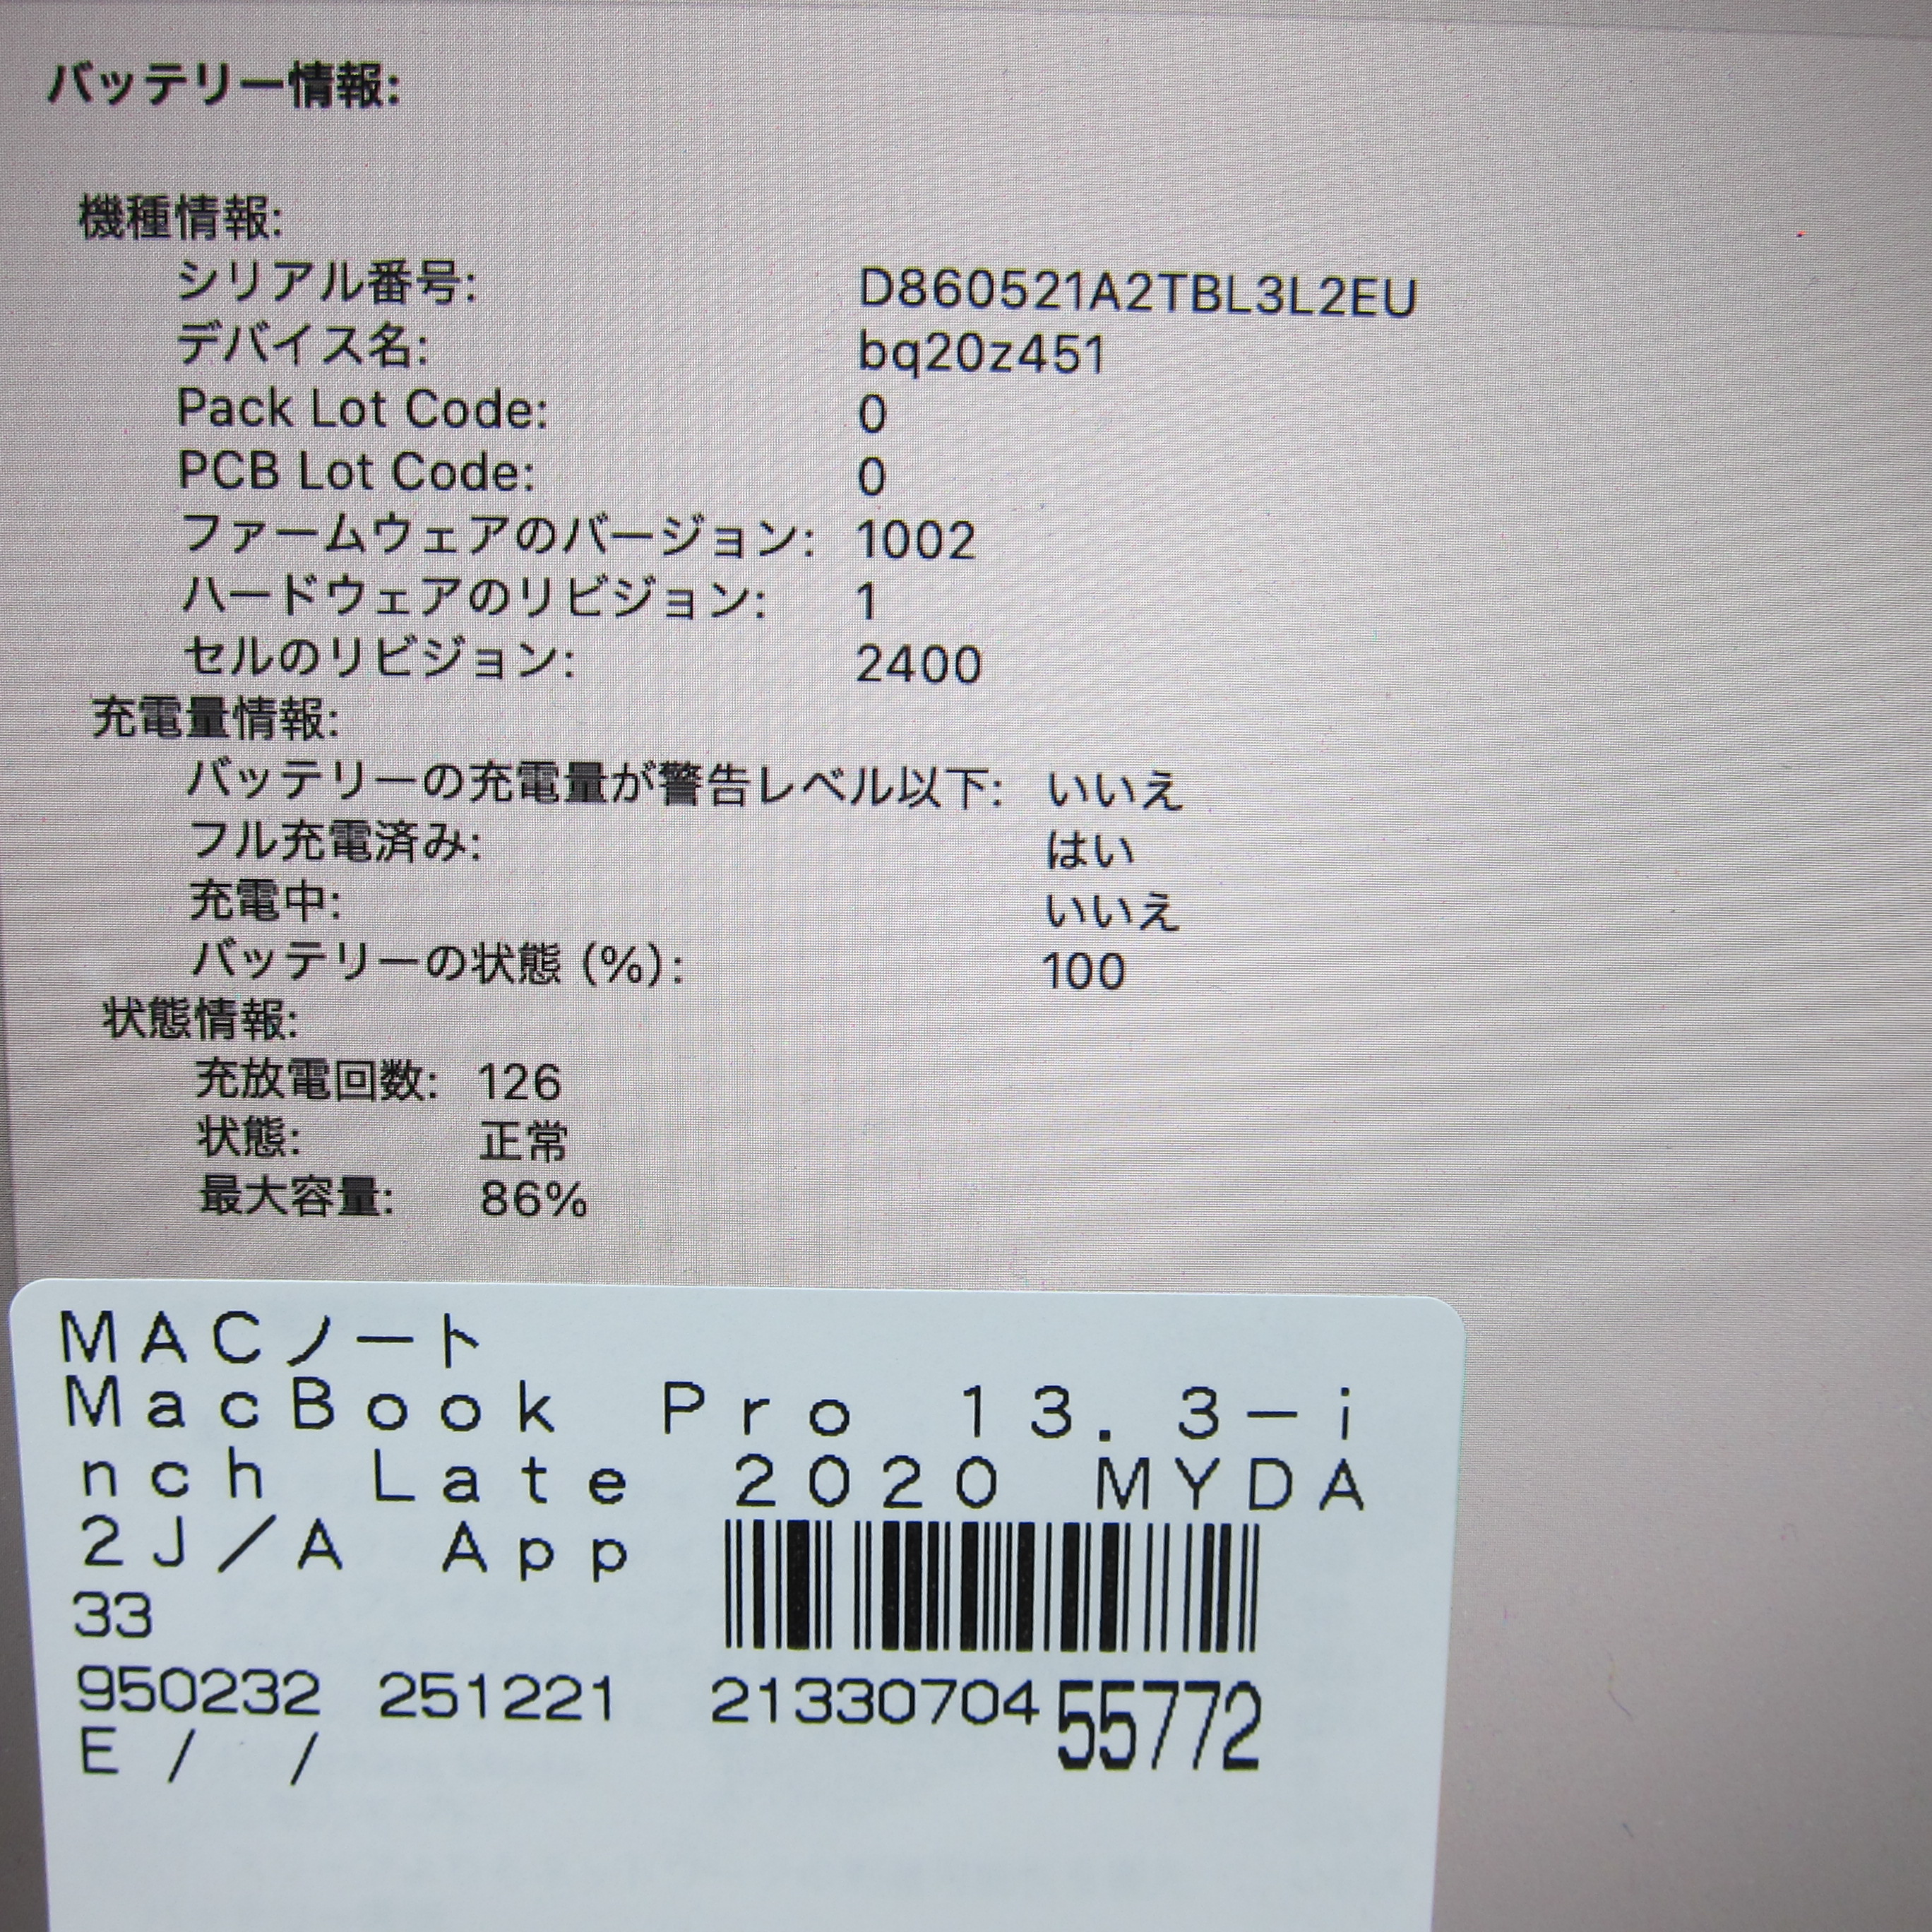 バッテリー情報:
機種情報:
シリアル番号: D860521A2TBL3L2EU
デバイス名: bq20z451
Pack Lot Code: 0
PCB Lot Code: 0
ファームウェアのバージョン: 1002
ハードウェアのリビジョン: 1
セルのリビジョン: 2400
充電量情報:
バッテリーの充電量が警告レベル以下: いいえ
フル充電済み: はい
充電中: いいえ
バッテリーの状態 (%): 100
状態情報:
充放電回数: 126
状態: 正常
最大容量: 86%
MACノート
MacBook Pro 13.3-i
nch Late 2020 MYDA
2J/A App
33
950232 251221 21330704 55772
E / /